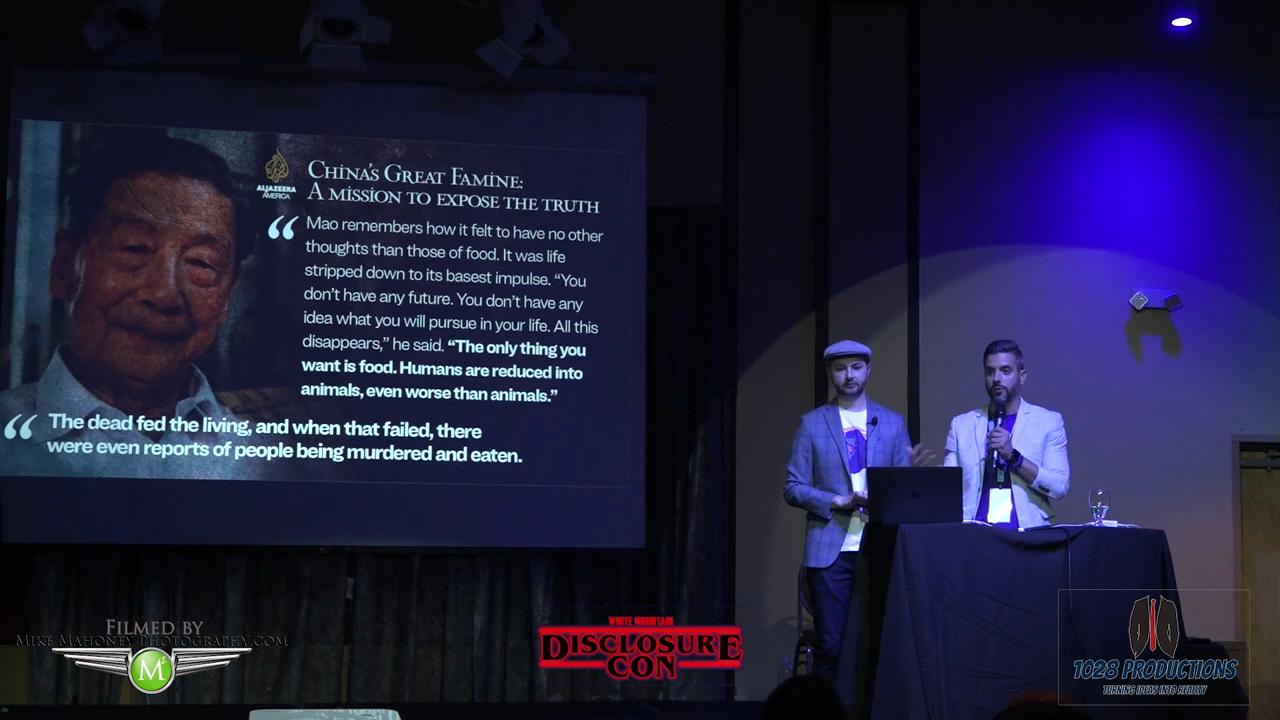 ALJAZEERA
AMERICA
CHINA'S GREAT FAMINE:
A MISSION TO EXPOSE THE TRUTH
“ Mao remembers how it felt to have no other
thoughts than those of food. It was life
stripped down to its basest impulse. “You
don't have any future. You don't have any
idea what you will pursue in your life. All this
disappears,” he said. “The only thing you
want is food. Humans are reduced into
animals, even worse than animals.”
“ The dead fed the living, and when that failed, there
were even reports of people being murdered and eaten.
FILMED BY
MIKE MAHONEY PHOTOGRAPHY.COM
M
WHITE MOUNTAIN
DISCLOSURE
CON
1028 PRODUCTIONS
TURNING IDEAS INTO REALITY